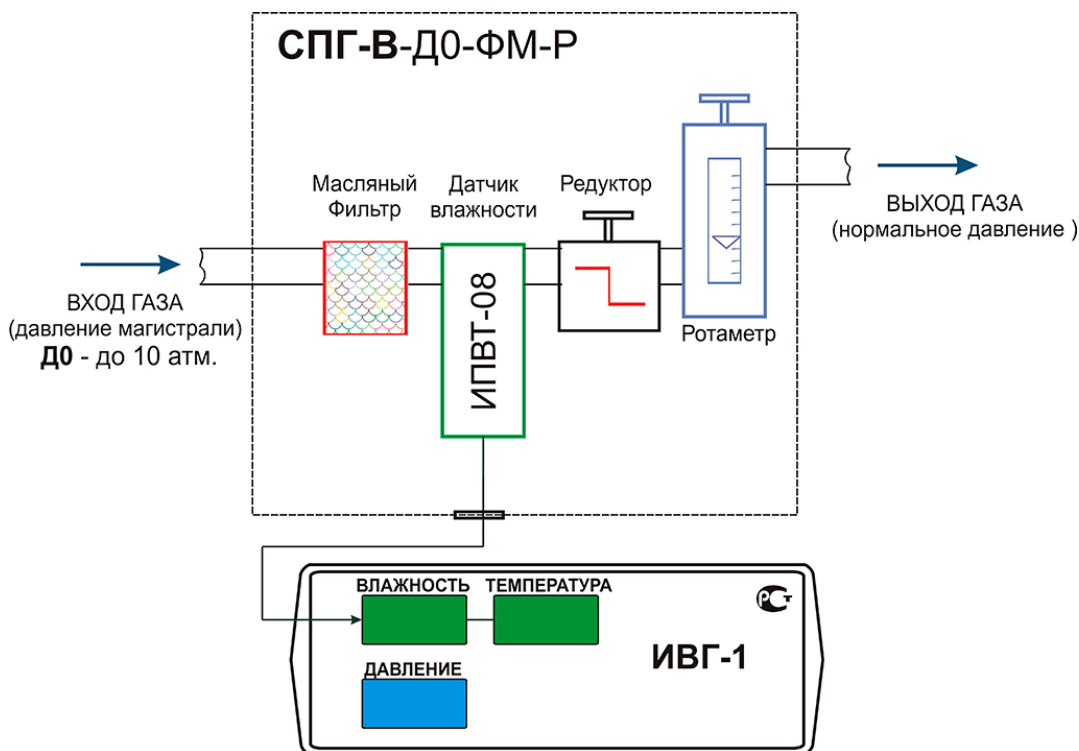 СПГ-В-Д0-ФМ-Р
Масляный
Фильтр
Датчик
влажности
Редуктор
ВХОД ГАЗА
(давление магистрали)
Д0 - до 10 атм.
ИПВТ-08
Ротаметр
ВЫХОД ГАЗА
(нормальное давление )
ВЛАЖНОСТЬ
ТЕМПЕРАТУРА
ДАВЛЕНИЕ
ИВГ-1
РСТ